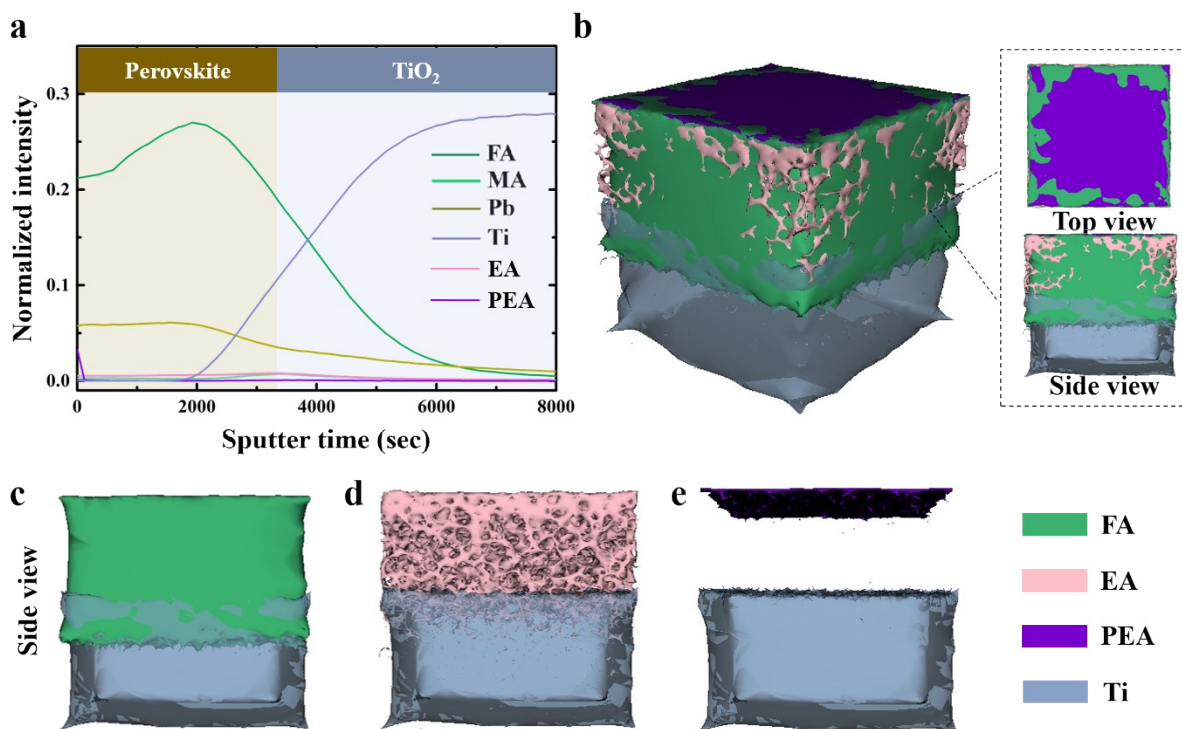 a
Perovskite
TiO₂
Normalized intensity
0.3
0.2
0.1
0.0
FA
MA
Pb
Ti
EA
PEA
0
2000
4000
6000
8000
Sputter time (sec)
b
Top view
Side view
c
d
e
Side view
FA
EA
PEA
Ti